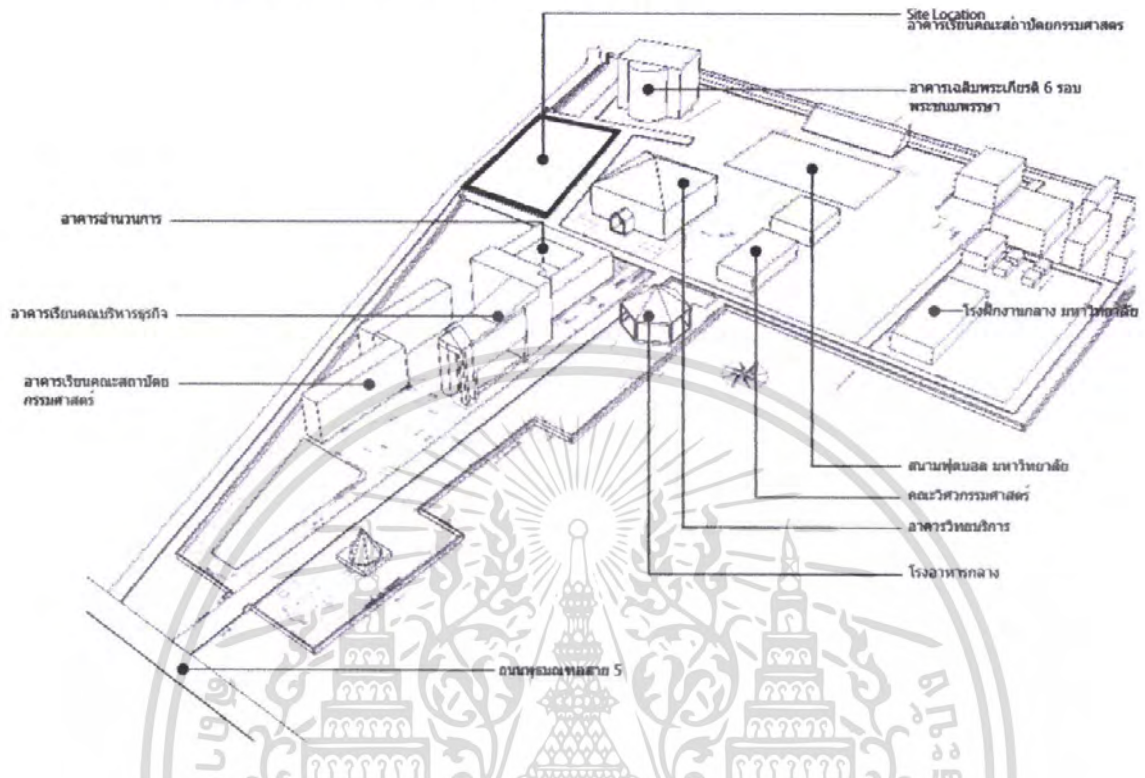 Site Location
อาคารเรียนคณะสถาปัตยกรรมศาสตร
อาคารเฉลิมพระเกียรติ 6 รอบ
พระชนมพรรษา
อาคารอำนวยการ
อาคารเรียนคณบริหารธุรกิจ
โรงฝึกงานกลาง มหาวิทยาลัย
อาคารเรียนคณะสถาปัตย
กรรมศาสตร์
สนามฟุตบอล มหาวิทยาลัย
คณะวิศวกรรมศาสตร์
อาคารวิทยบริการ
โรงอาหารกลาง
ถนนพุธมณฑลสาย 5